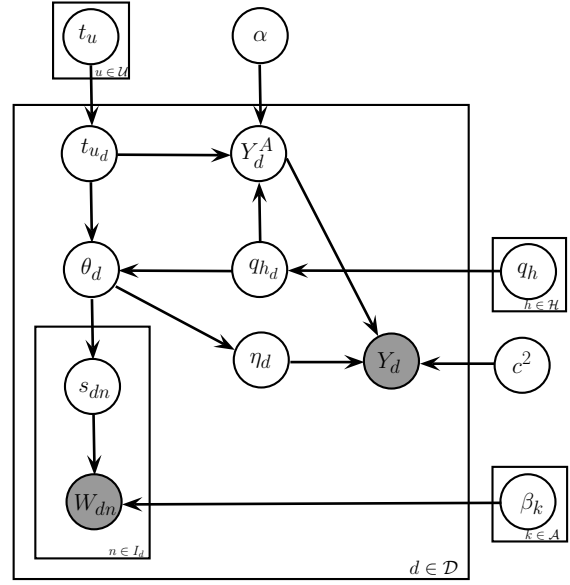 t_u
u ∈ 𝒰
α
t_{u_d}
Y_d^A
θ_d
q_{h_d}
q_h
h ∈ ℋ
η_d
Y_d
c^2
s_{dn}
W_{dn}
n ∈ I_d
β_k
k ∈ 𝒜
d ∈ 𝒟